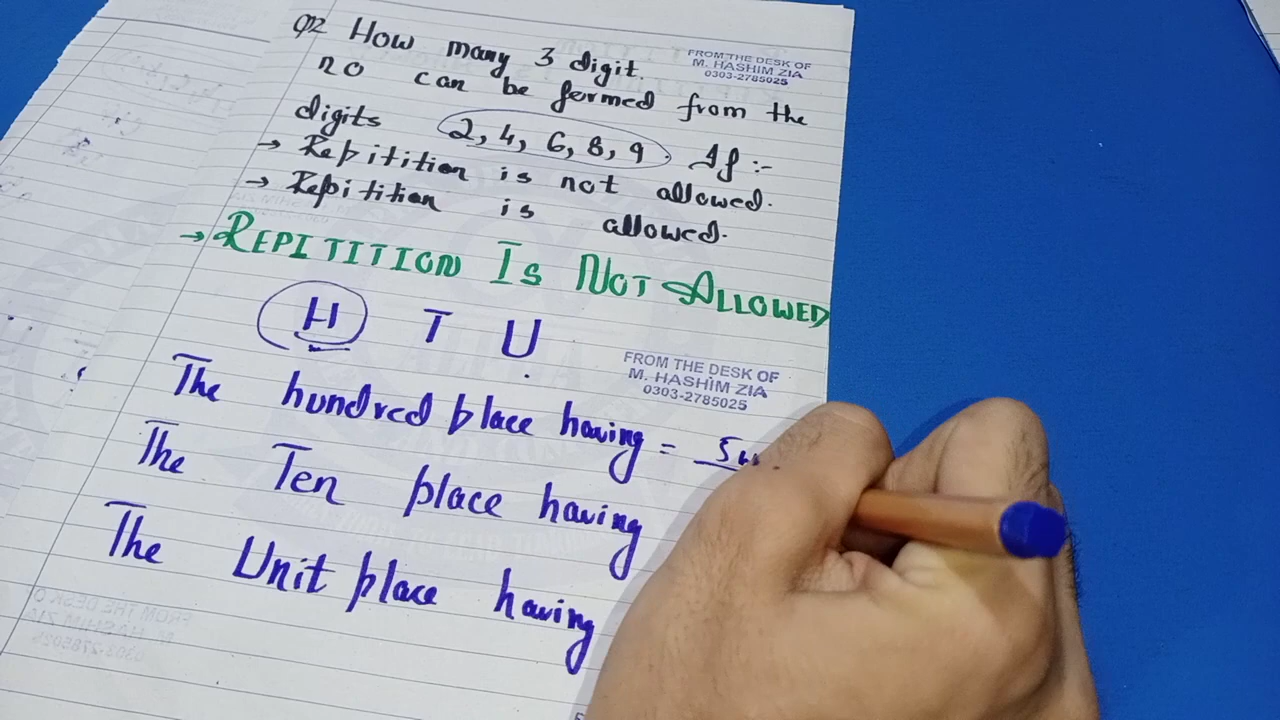 Q2 How many 3 digit.
no can be formed from the
digits 2, 4, 6, 8, 9. If :-
→ Repitition is not allowed.
→ Repitition is allowed.
FROM THE DESK OF
M. HASHIM ZIA
0303-2785025
→ REPITITION IS NOT ALLOWED
H T U
FROM THE DESK OF
M. HASHIM ZIA
0303-2785025
The hundred place having =
The Ten place having
The Unit place having